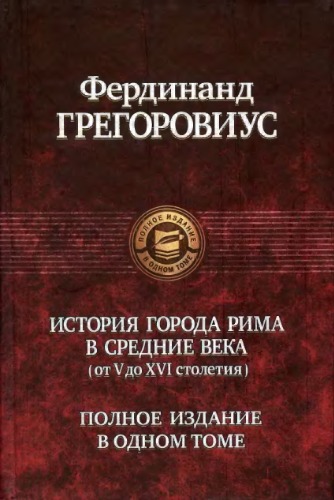 Фердинанд
ГРЕГОРОВИУС
ПОЛНОЕ ИЗДАНИЕ
В ОДНОМ ТОМЕ
ИСТОРИЯ ГОРОДА РИМА
В СРЕДНИЕ ВЕКА
(от V до XVI столетия)
ПОЛНОЕ ИЗДАНИЕ
В ОДНОМ ТОМЕ